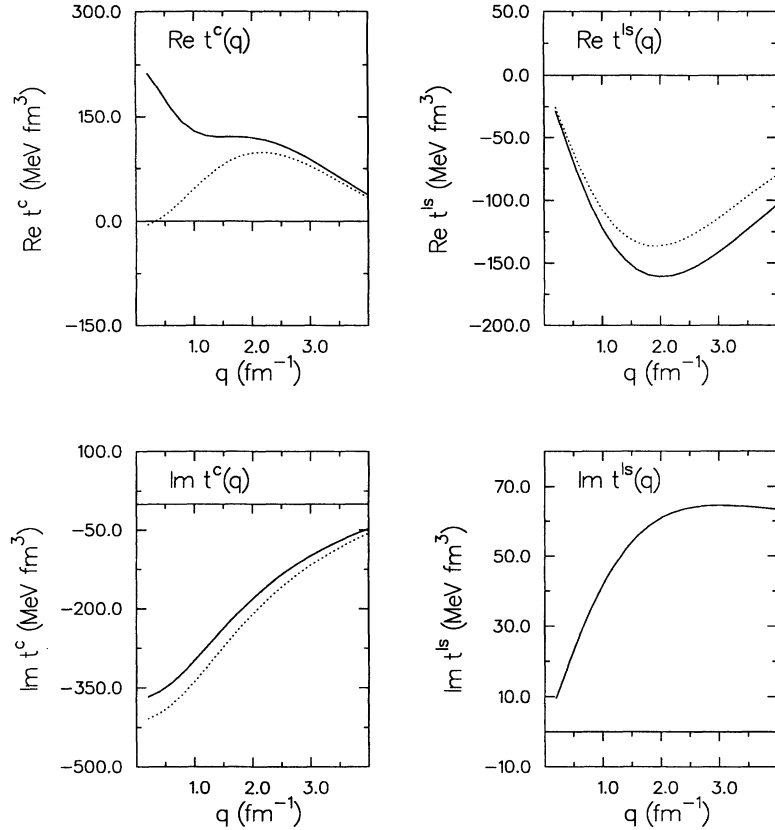 Re t^c(q)
Re t^c (MeV fm^3)
300.0
150.0
0.0
−150.0
1.0 2.0 3.0
q (fm^−1)
Re t^ls(q)
Re t^ls (MeV fm^3)
50.0
0.0
−50.0
−100.0
−150.0
−200.0
1.0 2.0 3.0
q (fm^−1)
Im t^c(q)
Im t^c (MeV fm^3)
100.0
−50.0
−200.0
−350.0
−500.0
1.0 2.0 3.0
q (fm^−1)
Im t^ls(q)
Im t^ls (MeV fm^3)
70.0
50.0
30.0
10.0
−10.0
1.0 2.0 3.0
q (fm^−1)